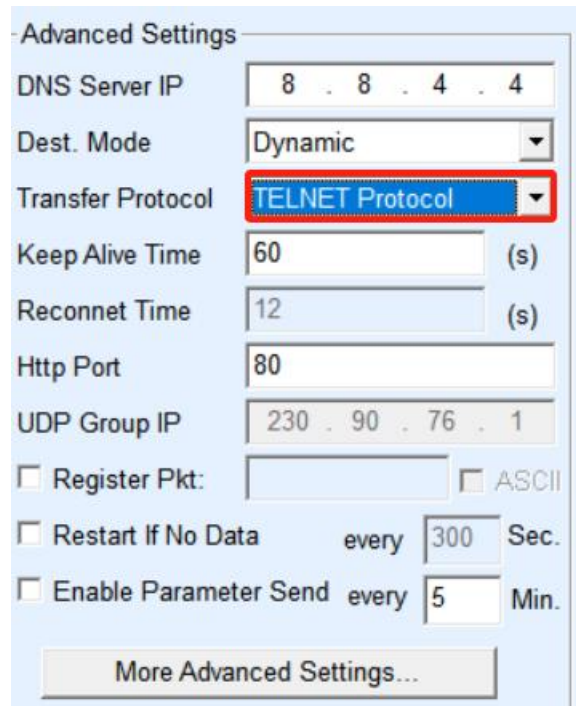 Advanced Settings
DNS Server IP 8 . 8 . 4 . 4
Dest. Mode Dynamic
Transfer Protocol TELNET Protocol
Keep Alive Time 60 (s)
Reconnet Time 12 (s)
Http Port 80
UDP Group IP 230 . 90 . 76 . 1
Register Pkt: ASCII
Restart If No Data every 300 Sec.
Enable Parameter Send every 5 Min.
More Advanced Settings...